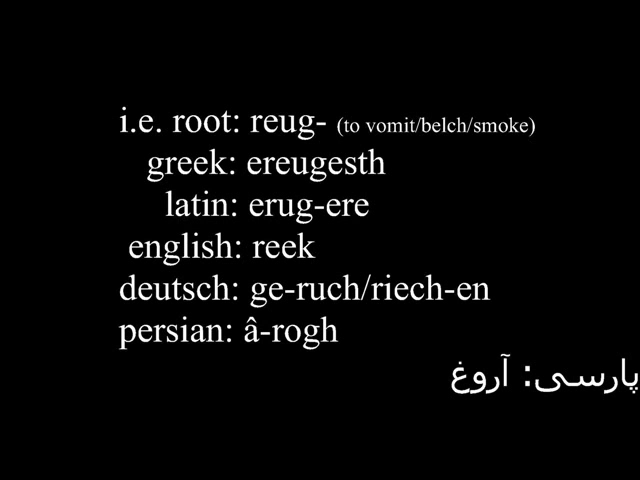 i.e. root: reug- (to vomit/belch/smoke)
greek: ereugesth
latin: erug-ere
english: reek
deutsch: ge-ruch/riech-en
persian: â-rogh
پارسی: آروغ